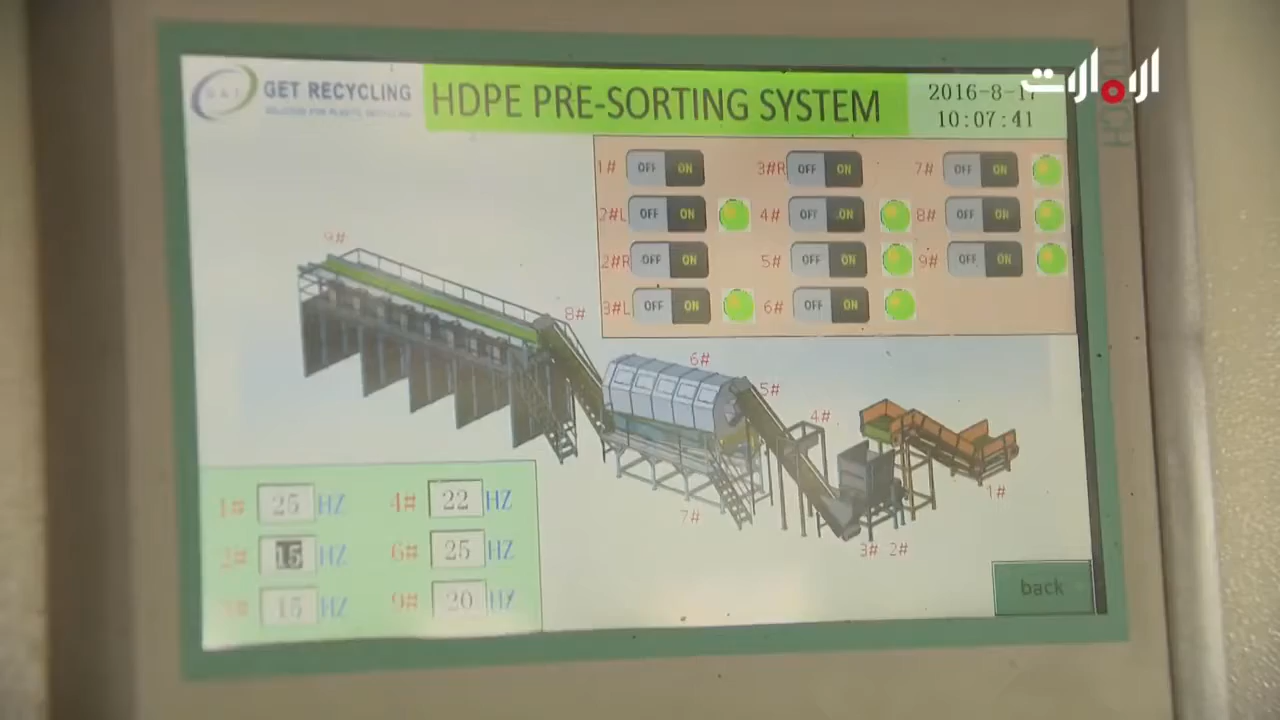 GET RECYCLING
HDPE PRE-SORTING SYSTEM
2016-8-1
10:07:41
الإمارات
1# OFF ON
3#R OFF ON
7# OFF ON
2#L OFF ON
4# OFF ON
8# OFF ON
2#R OFF ON
5# OFF ON
9# OFF ON
3#L OFF ON
6# OFF ON
9#
8#
6#
5#
4#
1#
7#
3# 2#
1# 25 HZ
4# 22 HZ
2# 15 HZ
6# 25 HZ
3# 15 HZ
9# 20 HZ
back